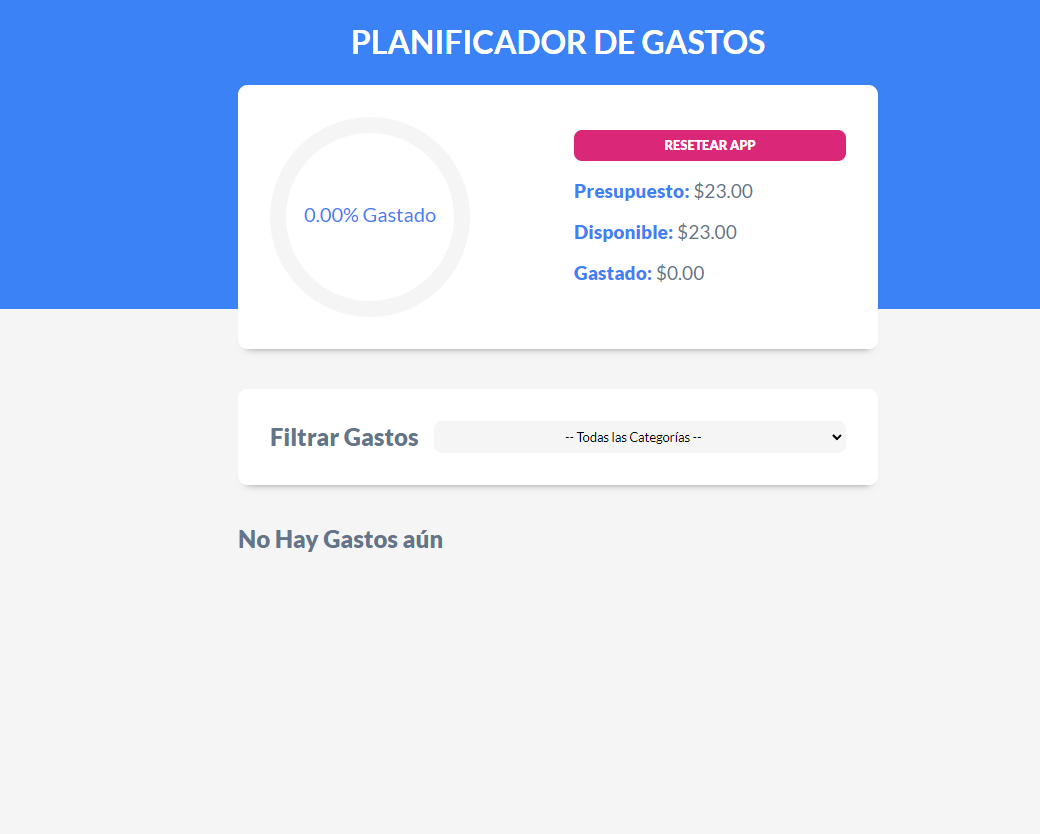 PLANIFICADOR DE GASTOS
0.00% Gastado
RESETEAR APP
Presupuesto: $23.00
Disponible: $23.00
Gastado: $0.00
Filtrar Gastos
-- Todas las Categorías --
No Hay Gastos aún